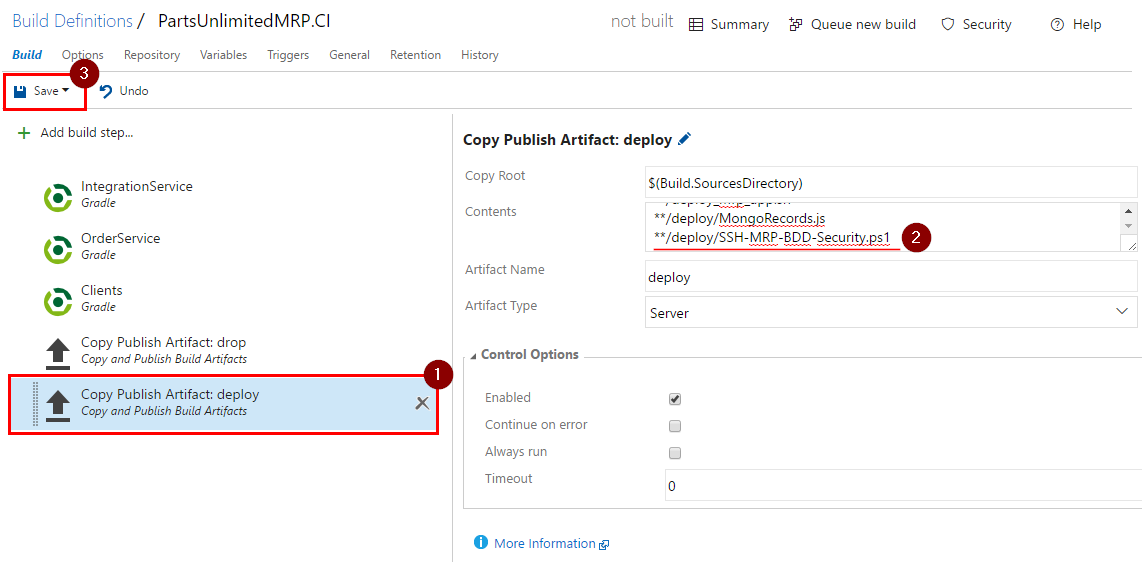 Build Definitions / PartsUnlimitedMRP.CI
not built Summary Queue new build Security Help
Build Options Repository Variables Triggers General Retention History
3
Save Undo
Add build step...
IntegrationService
Gradle
OrderService
Gradle
Clients
Gradle
Copy Publish Artifact: drop
Copy and Publish Build Artifacts
1
Copy Publish Artifact: deploy
Copy and Publish Build Artifacts
Copy Publish Artifact: deploy
Copy Root
$(Build.SourcesDirectory)
Contents
**/deploy/MongoRecords.js
**/deploy/SSH-MRP-BDD-Security.ps1
2
Artifact Name
deploy
Artifact Type
Server
Control Options
Enabled
Continue on error
Always run
Timeout
0
More Information